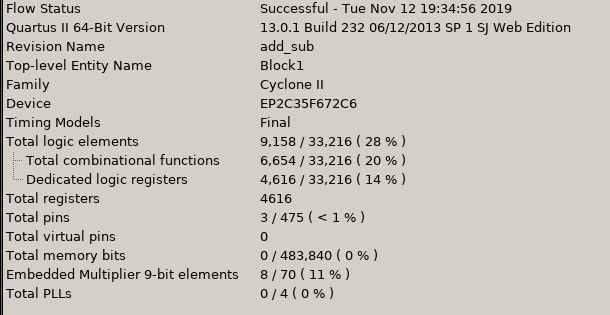 Flow Status Successful - Tue Nov 12 19:34:56 2019
Quartus II 64-Bit Version 13.0.1 Build 232 06/12/2013 SP 1 SJ Web Edition
Revision Name add_sub
Top-level Entity Name Block1
Family Cyclone II
Device EP2C35F672C6
Timing Models Final
Total logic elements 9,158 / 33,216 ( 28 % )
Total combinational functions 6,654 / 33,216 ( 20 % )
Dedicated logic registers 4,616 / 33,216 ( 14 % )
Total registers 4616
Total pins 3 / 475 ( < 1 % )
Total virtual pins 0
Total memory bits 0 / 483,840 ( 0 % )
Embedded Multiplier 9-bit elements 8 / 70 ( 11 % )
Total PLLs 0 / 4 ( 0 % )